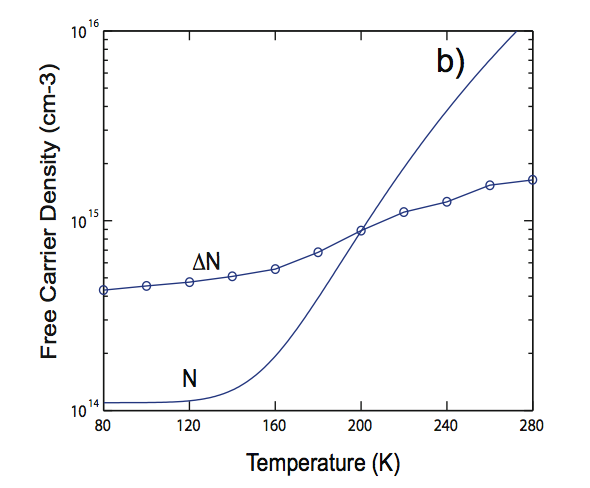 10 16
b)
10 15
ΔN
N
10 14
80 120 160 200 240 280
Temperature (K)
Free Carrier Density (cm-3)